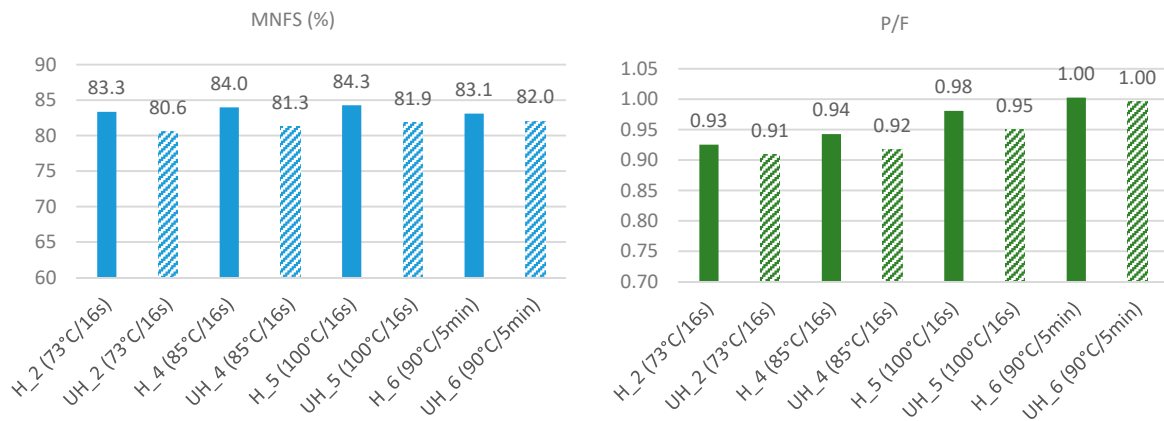 MNFS (%)
90
85
80
75
70
65
60
83.3
80.6
84.0
81.3
84.3
81.9
83.1
82.0
H_2 (73°C/16s)
UH_2 (73°C/16s)
H_4 (85°C/16s)
UH_4 (85°C/16s)
H_5 (100°C/16s)
UH_5 (100°C/16s)
H_6 (90°C/5min)
UH_6 (90°C/5min)
P/F
1.05
1.00
0.95
0.90
0.85
0.80
0.75
0.70
0.93
0.91
0.94
0.92
0.98
0.95
1.00
1.00
H_2 (73°C/16s)
UH_2 (73°C/16s)
H_4 (85°C/16s)
UH_4 (85°C/16s)
H_5 (100°C/16s)
UH_5 (100°C/16s)
H_6 (90°C/5min)
UH_6 (90°C/5min)